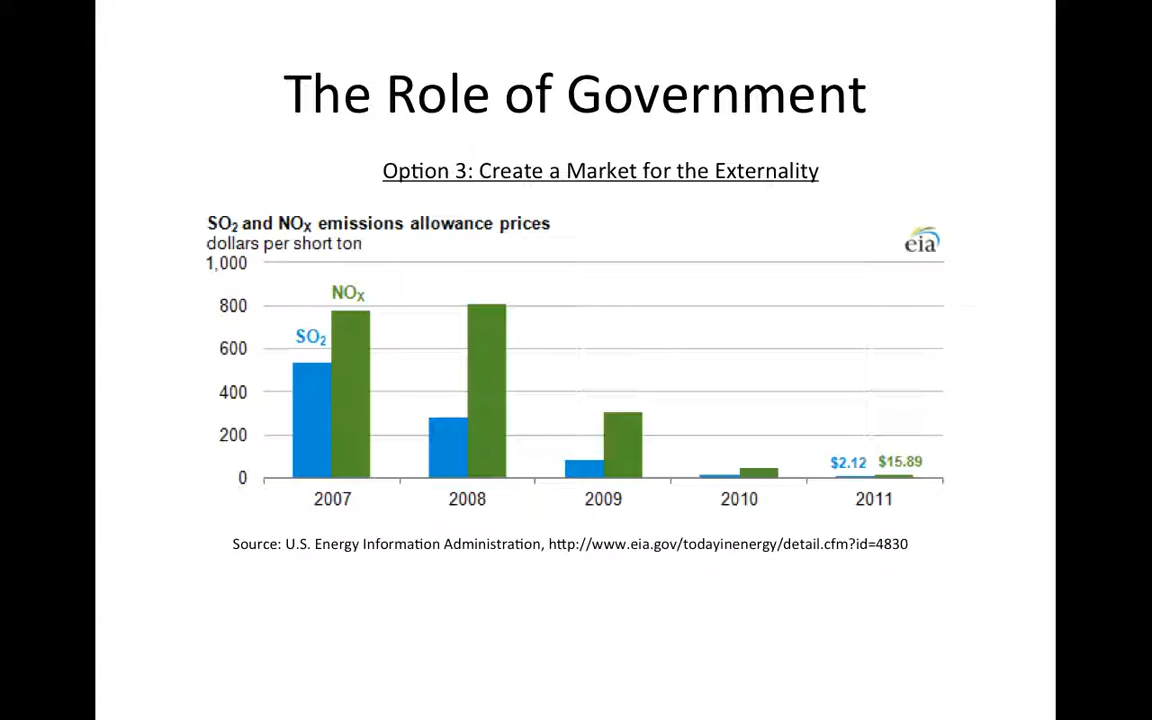 The Role of Government
Option 3: Create a Market for the Externality
SO₂ and NOₓ emissions allowance prices
dollars per short ton
eia
1,000
800
600
400
200
0
NOₓ
SO₂
$2.12 $15.89
2007 2008 2009 2010 2011
Source: U.S. Energy Information Administration, http://www.eia.gov/todayinenergy/detail.cfm?id=4830